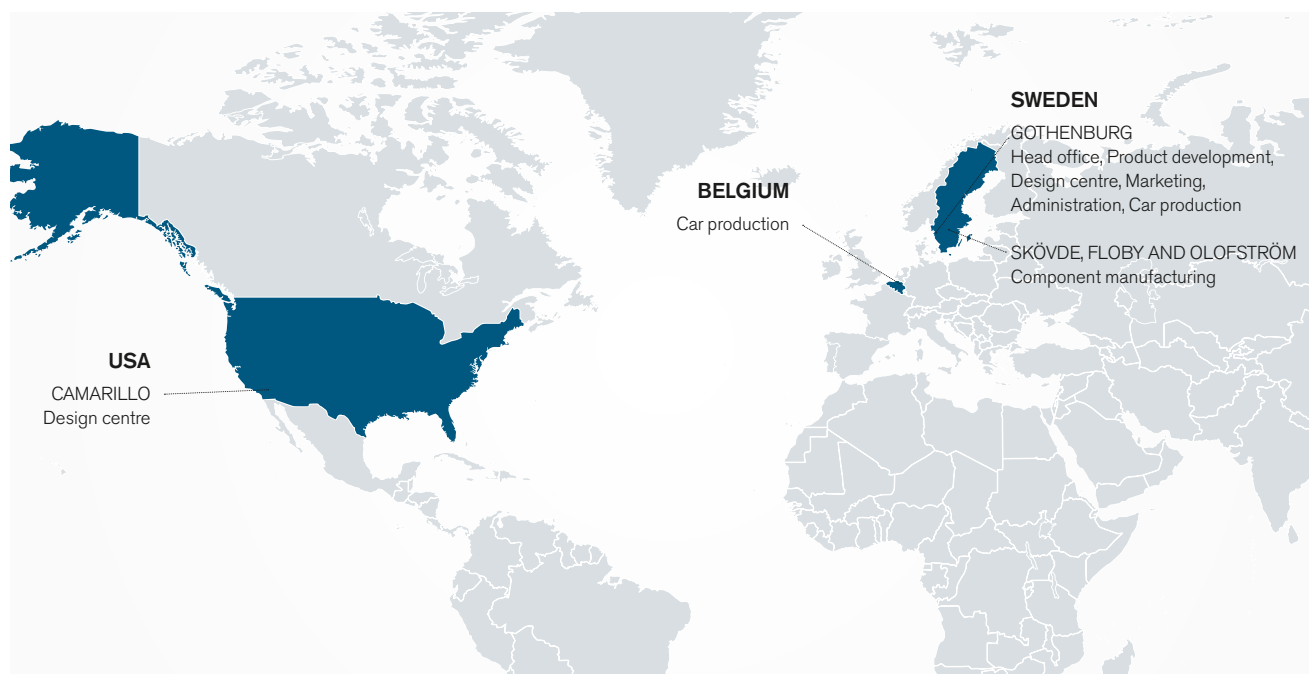 SWEDEN
GOTHENBURG
Head office, Product development,
Design centre, Marketing,
Administration, Car production
SKÖVDE, FLOBY AND OLOFSTRÖM
Component manufacturing
BELGIUM
Car production
USA
CAMARILLO
Design centre